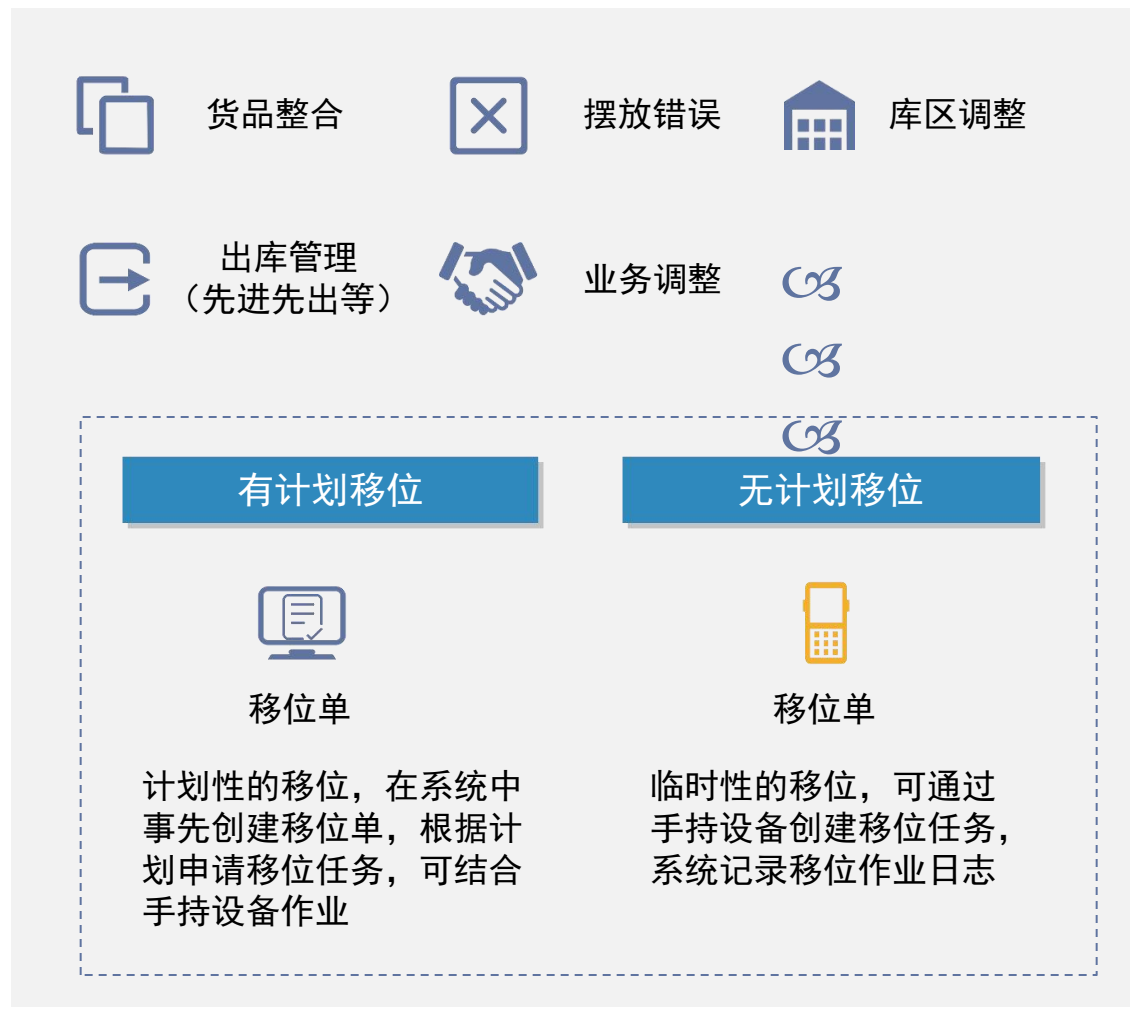 货品整合
摆放错误
库区调整
出库管理
（先进先出等）
业务调整
有计划移位
无计划移位
移位单
移位单
计划性的移位，在系统中
事先创建移位单，根据计
划申请移位任务，可结合
手持设备作业
临时性的移位，可通过
手持设备创建移位任务，
系统记录移位作业日志